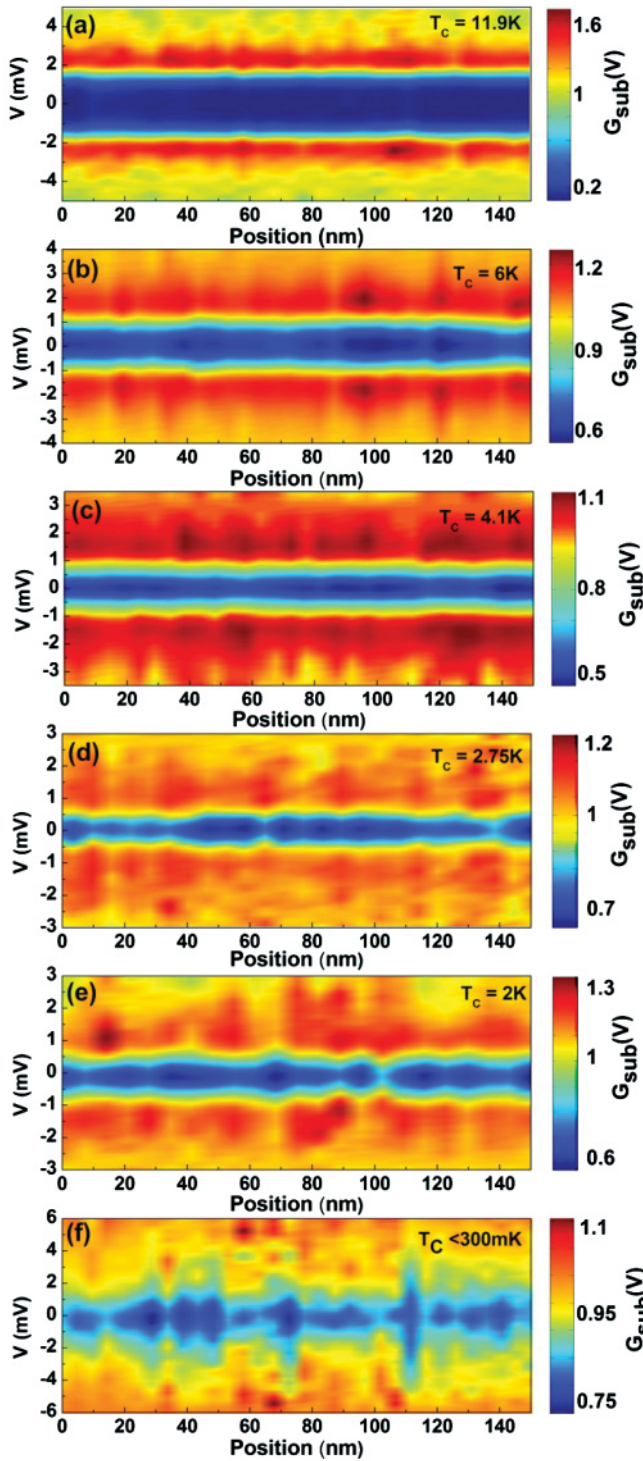 (a)
T_c = 11.9K
4
2
0
-2
-4
V (mV)
0 20 40 60 80 100 120 140
Position (nm)
1.6
1
0.2
G_sub(V)
(b)
T_c = 6K
4
3
2
1
0
-1
-2
-3
-4
V (mV)
0 20 40 60 80 100 120 140
Position (nm)
1.2
0.9
0.6
G_sub(V)
(c)
T_c = 4.1K
3
2
1
0
-1
-2
-3
V (mV)
0 20 40 60 80 100 120 140
Position (nm)
1.1
0.8
0.5
G_sub(V)
(d)
T_c = 2.75K
3
2
1
0
-1
-2
-3
V (mV)
0 20 40 60 80 100 120 140
Position (nm)
1.2
1
0.7
G_sub(V)
(e)
T_c = 2K
3
2
1
0
-1
-2
-3
V (mV)
0 20 40 60 80 100 120 140
Position (nm)
1.3
1
0.6
G_sub(V)
(f)
T_C <300mK
6
4
2
0
-2
-4
-6
V (mV)
0 20 40 60 80 100 120 140
Position (nm)
1.1
0.95
0.75
G_sub(V)